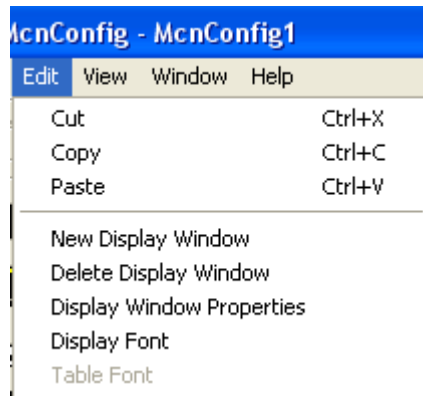 McnConfig - McnConfig1
Edit View Window Help
Cut Ctrl+X
Copy Ctrl+C
Paste Ctrl+V
New Display Window
Delete Display Window
Display Window Properties
Display Font
Table Font